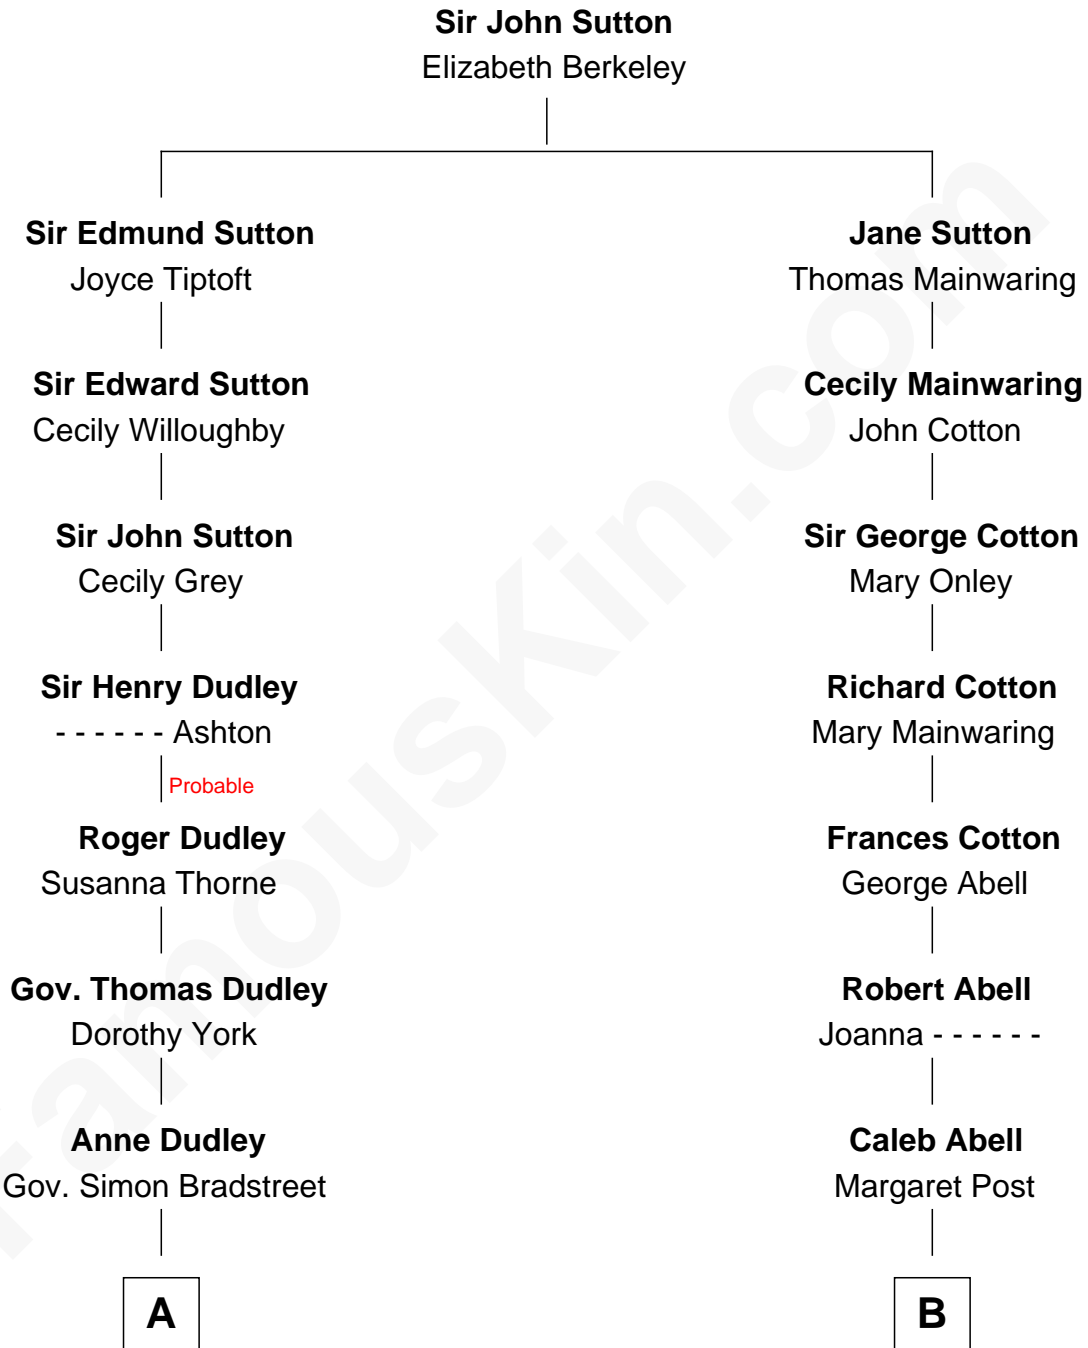 Sir John Sutton
Elizabeth Berkeley
Sir Edmund Sutton
Joyce Tiptoft
Jane Sutton
Thomas Mainwaring
Sir Edward Sutton
Cecily Willoughby
Cecily Mainwaring
John Cotton
Sir John Sutton
Cecily Grey
Sir George Cotton
Mary Onley
Sir Henry Dudley
- - - - - - Ashton
Richard Cotton
Mary Mainwaring
Probable
Roger Dudley
Susanna Thorne
Frances Cotton
George Abell
Gov. Thomas Dudley
Dorothy York
Robert Abell
Joanna - - - - - -
Anne Dudley
Gov. Simon Bradstreet
Caleb Abell
Margaret Post
A
B
FamousKin.com